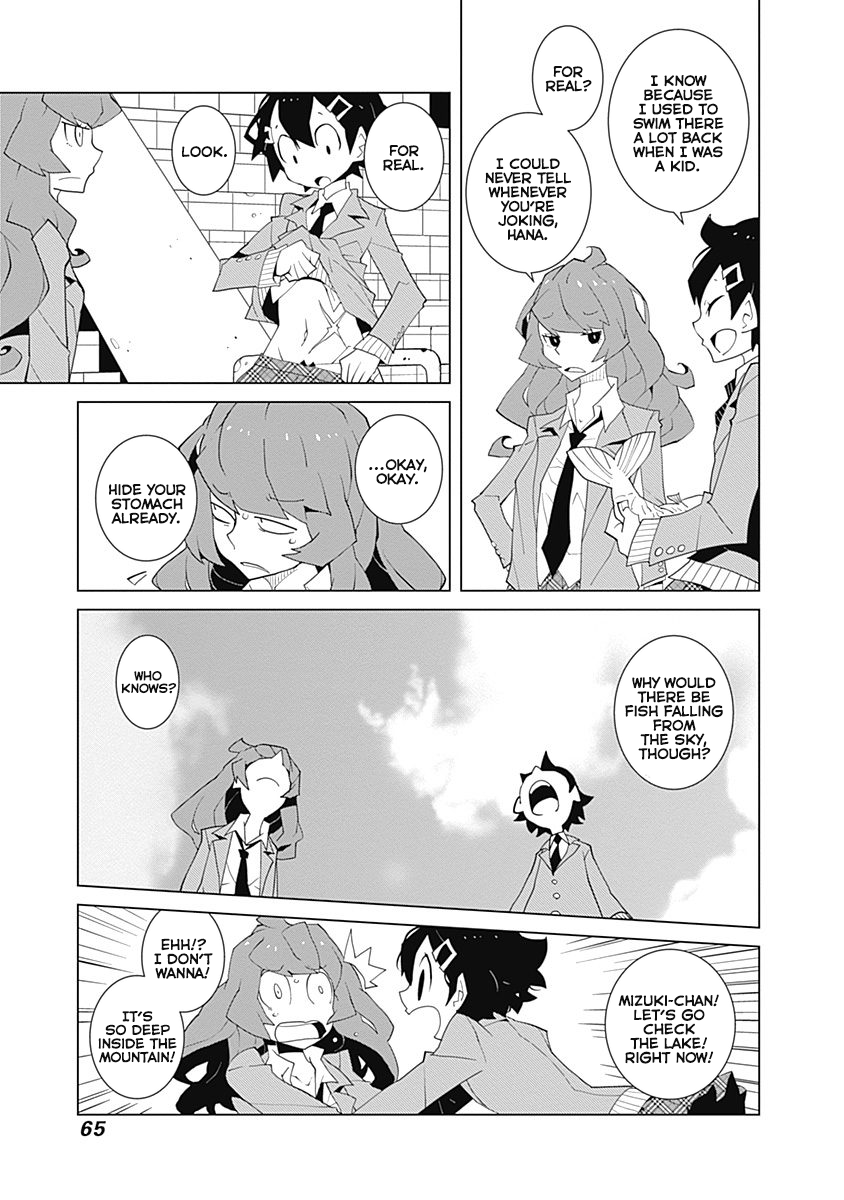 I KNOW
BECAUSE
I USED TO
SWIM THERE
A LOT BACK
WHEN I WAS
A KID.
FOR
REAL?
I COULD
NEVER TELL
WHENEVER
YOU'RE
JOKING,
HANA.
FOR
REAL.
LOOK.
...OKAY,
OKAY.
HIDE YOUR
STOMACH
ALREADY.
WHY WOULD
THERE BE
FISH FALLING
FROM
THE SKY,
THOUGH?
WHO
KNOWS?
MIZUKI-CHAN!
LET'S GO
CHECK
THE LAKE!
RIGHT NOW!
EHH!?
I DON'T
WANNA!
IT'S
SO DEEP
INSIDE THE
MOUNTAIN!
65